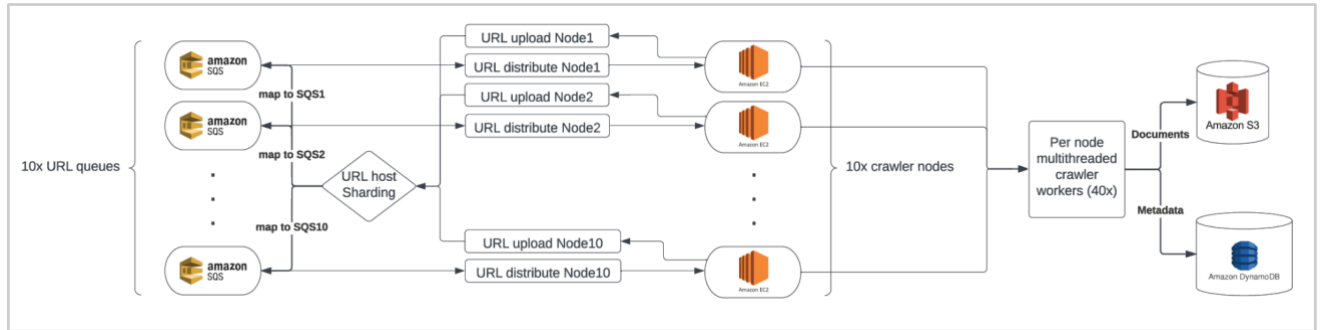 10x URL queues
amazon
SQS
map to SQS1
amazon
SQS
map to SQS2
map to SQS10
amazon
SQS
URL host
Sharding
URL upload Node1
URL distribute Node1
URL upload Node2
URL distribute Node2
URL upload Node10
URL distribute Node10
Amazon EC2
Amazon EC2
Amazon EC2
10x crawler nodes
Per node
multithreaded
crawler
workers (40x)
Documents
Metadata
Amazon S3
Amazon DynamoDB